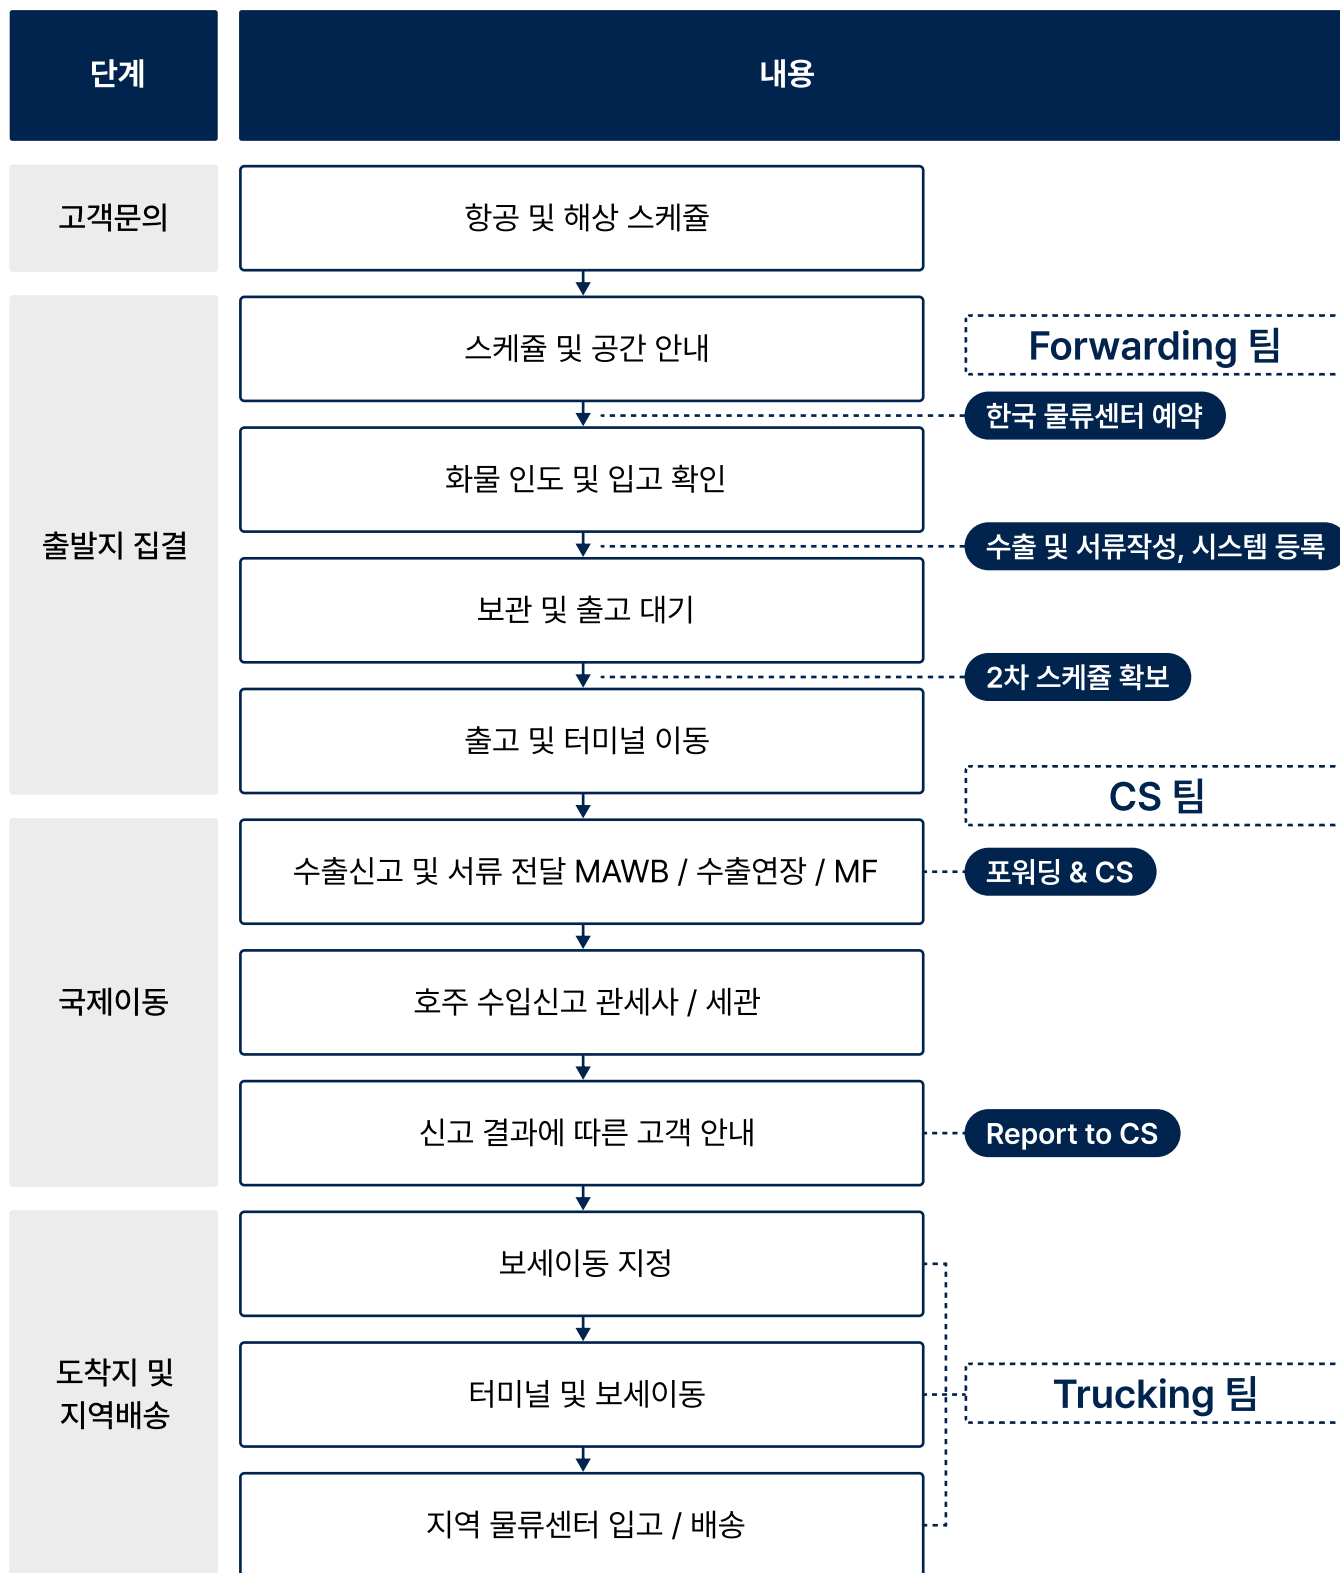 단계
내용
고객문의
항공 및 해상 스케쥴
스케쥴 및 공간 안내
Forwarding 팀
한국 물류센터 예약
화물 인도 및 입고 확인
출발지 집결
수출 및 서류작성, 시스템 등록
보관 및 출고 대기
2차 스케쥴 확보
출고 및 터미널 이동
CS 팀
수출신고 및 서류 전달 MAWB / 수출연장 / MF
포워딩 & CS
국제이동
호주 수입신고 관세사 / 세관
신고 결과에 따른 고객 안내
Report to CS
보세이동 지정
도착지 및
지역배송
터미널 및 보세이동
Trucking 팀
지역 물류센터 입고 / 배송